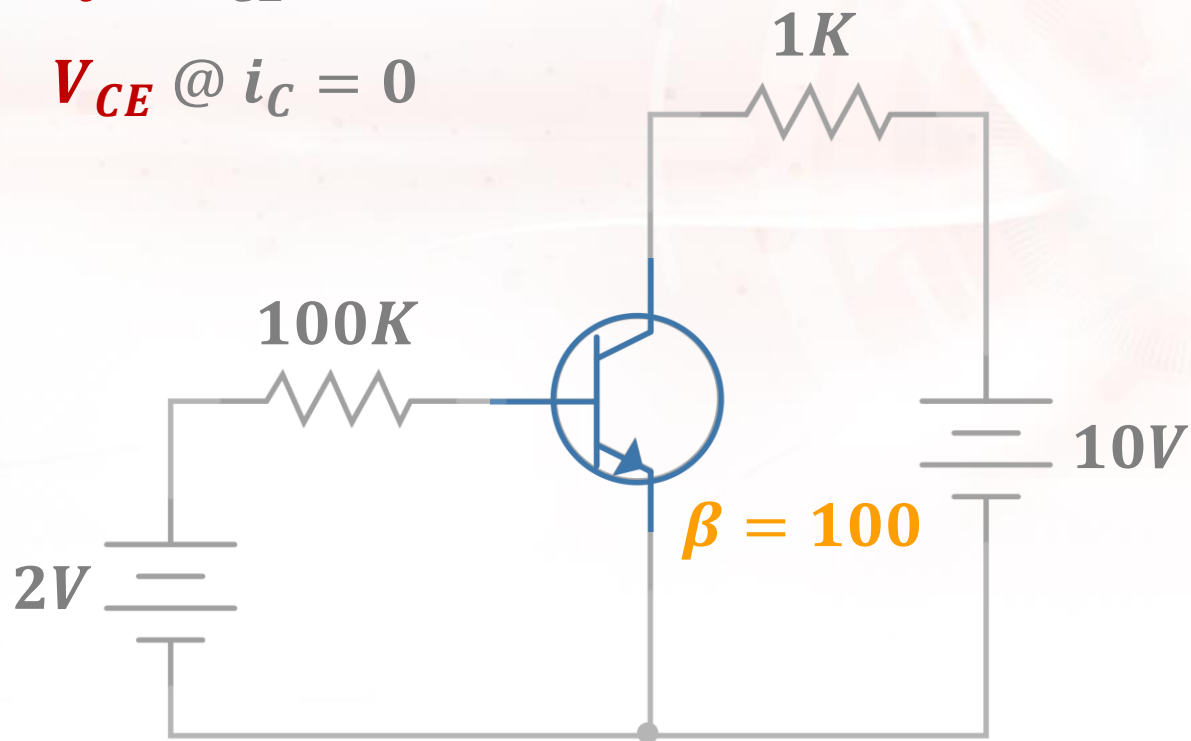 V_CE @ i_C = 0
1K
100K
10V
β = 100
2V